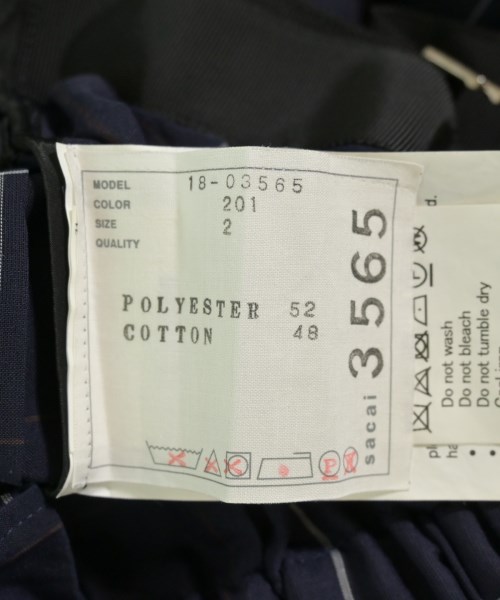 MODEL 18-03565
COLOR 201
SIZE 2
QUALITY
POLYESTER 52
COTTON 48
P
sacai 3565
d.
Do not wash
Do not bleach
Do not tumble dry